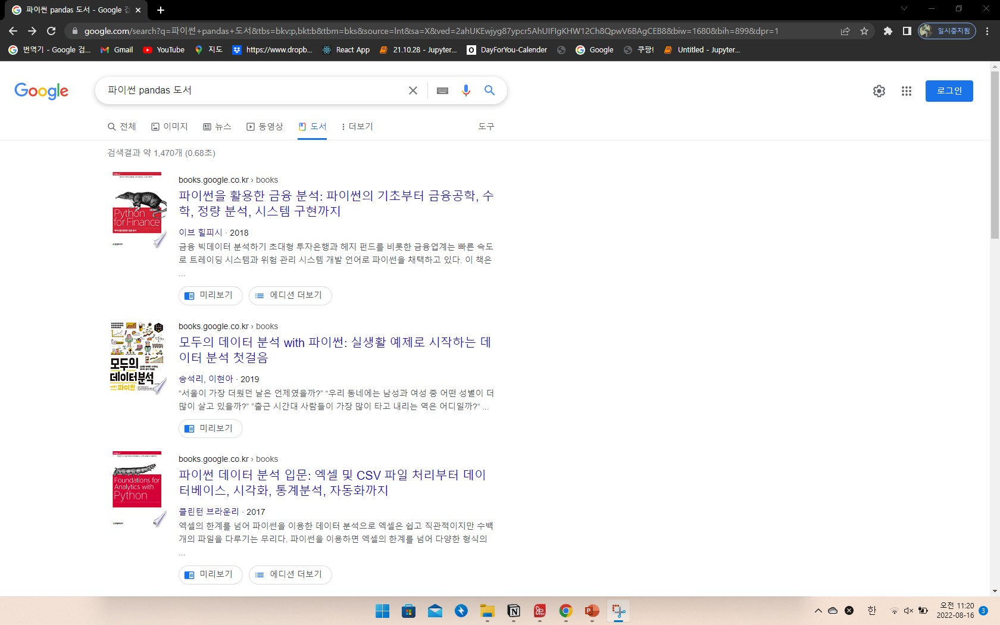 파이썬 pandas 도서 - Google 검
google.com/search?q=파이썬+pandas+도서&tbs=bkv:p,bkt:b&tbm=bks&source=lnt&sa=X&ved=2ahUKEwjyg87ypcr5AhUIFIgKHW12Ch8QpwV6BAgCEB8&biw=1680&bih=899&dpr=1
일시중지됨
번역기 - Google 검... Gmail YouTube 지도 https://www.dropb... React App 21.10.28 - Jupyter... DayForYou-Calender Google 쿠팡! Untitled - Jupyter...
Google
파이썬 pandas 도서
로그인
전체 이미지 뉴스 동영상 도서 더보기 도구
검색결과 약 1,470개 (0.68초)
Python
for Finance
파이썬을 활용한 금융 분석
books.google.co.kr › books
파이썬을 활용한 금융 분석: 파이썬의 기초부터 금융공학, 수
학, 정량 분석, 시스템 구현까지
이브 힐피시 · 2018
금융 빅데이터 분석하기 초대형 투자은행과 헤지 펀드를 비롯한 금융업계는 빠른 속도
로 트레이딩 시스템과 위험 관리 시스템 개발 언어로 파이썬을 채택하고 있다. 이 책은
...
미리보기 에디션 더보기
모두의
데이터분석
with 파이썬
books.google.co.kr › books
모두의 데이터 분석 with 파이썬: 실생활 예제로 시작하는 데
이터 분석 첫걸음
송석리, 이현아 · 2019
“서울이 가장 더웠던 날은 언제였을까?” “우리 동네에는 남성과 여성 중 어떤 성별이 더
많이 살고 있을까?” ”출근 시간대 사람들이 가장 많이 타고 내리는 역은 어디일까?“ ...
미리보기
Foundations for
Analytics with
Python
books.google.co.kr › books
파이썬 데이터 분석 입문: 엑셀 및 CSV 파일 처리부터 데이
터베이스, 시각화, 통계분석, 자동화까지
클린턴 브라운리 · 2017
엑셀의 한계를 넘어 파이썬을 이용한 데이터 분석으로 엑셀은 쉽고 직관적이지만 수백
개의 파일을 다루기는 무리다. 파이썬을 이용하면 엑셀의 한계를 넘어 다양한 형식의
...
미리보기 에디션 더보기
한
오전 11:20
2022-08-16
3